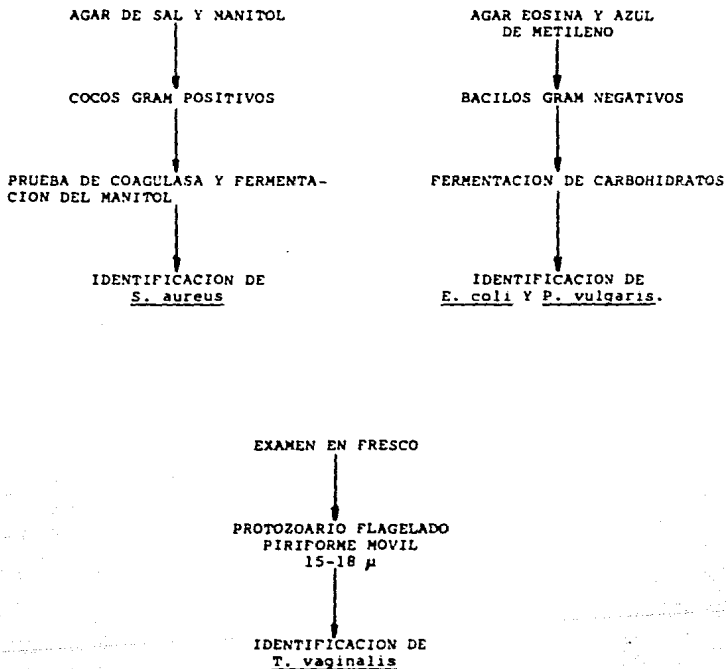 AGAR DE SAL Y MANITOL
COCOS GRAM POSITIVOS
PRUEBA DE COAGULASA Y FERMENTA-
CION DEL MANITOL
IDENTIFICACION DE
S. aureus
AGAR EOSINA Y AZUL
DE METILENO
BACILOS GRAM NEGATIVOS
FERMENTACION DE CARBOHIDRATOS
IDENTIFICACION DE
E. coli Y P. vulgaris.
EXAMEN EN FRESCO
PROTOZOARIO FLAGELADO
PIRIFORME MOVIL
15-18 µ
IDENTIFICACION DE
T. vaginalis